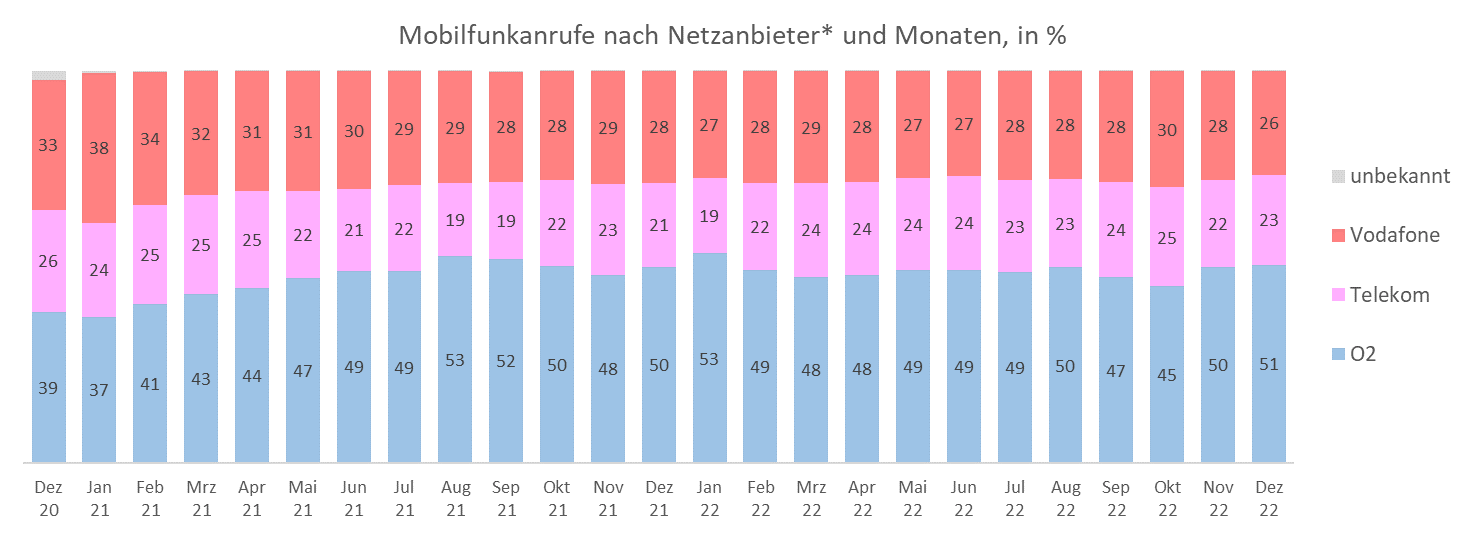 Mobilfunkanrufe nach Netzanbieter* und Monaten, in %
33 38 34 32 31 31 30 29 29 28 28 29 28 27 28 29 28 27 27 28 28 28 30 28 26
26 24 25 25 25 22 21 22 19 19 22 23 21 19 22 24 24 24 24 23 23 24 25 22 23
39 37 41 43 44 47 49 49 53 52 50 48 50 53 49 48 48 49 49 49 50 47 45 50 51
Dez Jan Feb Mrz Apr Mai Jun Jul Aug Sep Okt Nov Dez Jan Feb Mrz Apr Mai Jun Jul Aug Sep Okt Nov Dez
20 21 21 21 21 21 21 21 21 21 21 21 21 22 22 22 22 22 22 22 22 22 22 22 22
unbekannt
Vodafone
Telekom
O2